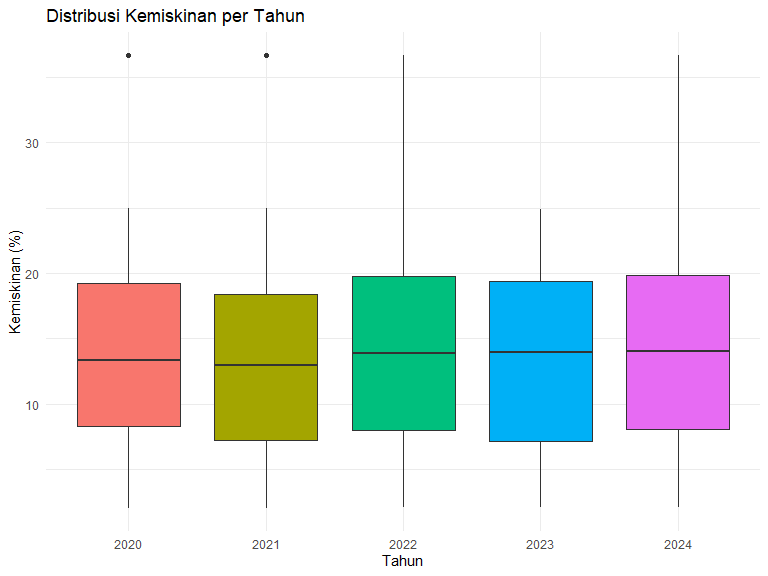 Distribusi Kemiskinan per Tahun
Kemiskinan (%)
30
20
10
2020 2021 2022 2023 2024
Tahun